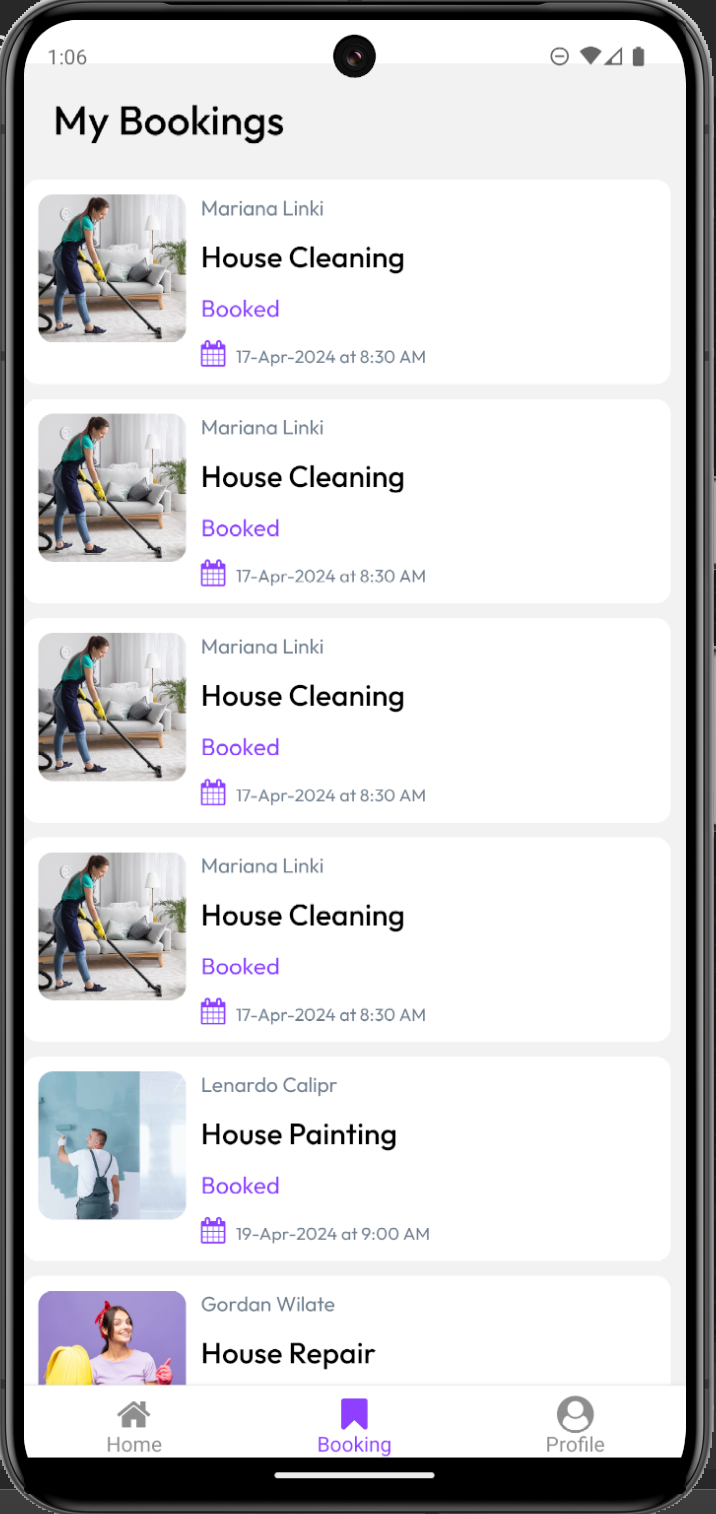 1:06
My Bookings
Mariana Linki
House Cleaning
Booked
17-Apr-2024 at 8:30 AM
Mariana Linki
House Cleaning
Booked
17-Apr-2024 at 8:30 AM
Mariana Linki
House Cleaning
Booked
17-Apr-2024 at 8:30 AM
Mariana Linki
House Cleaning
Booked
17-Apr-2024 at 8:30 AM
Lenardo Calipr
House Painting
Booked
19-Apr-2024 at 9:00 AM
Gordan Wilate
House Repair
Home
Booking
Profile